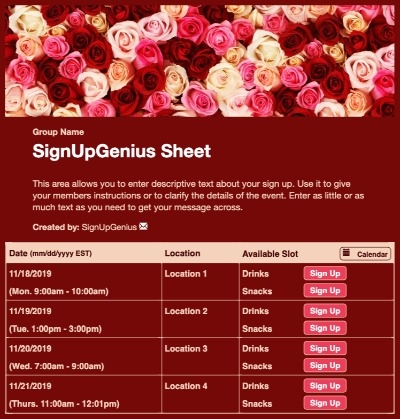 Group Name
SignUpGenius Sheet
This area allows you to enter descriptive text about your sign up. Use it to give
your members instructions or to clarify the details of the event. Enter as little or as
much text as you need to get your message across.
Created by: SignUpGenius
Date (mm/dd/yyyy EST) Location Available Slot Calendar
11/18/2019 Location 1 Drinks Sign Up
(Mon. 9:00am - 10:00am) Snacks Sign Up
11/19/2019 Location 2 Drinks Sign Up
(Tue. 1:00pm - 3:00pm) Snacks Sign Up
11/20/2019 Location 3 Drinks Sign Up
(Wed. 7:00am - 9:00am) Snacks Sign Up
11/21/2019 Location 4 Drinks Sign Up
(Thurs. 11:00am - 12:01pm) Snacks Sign Up